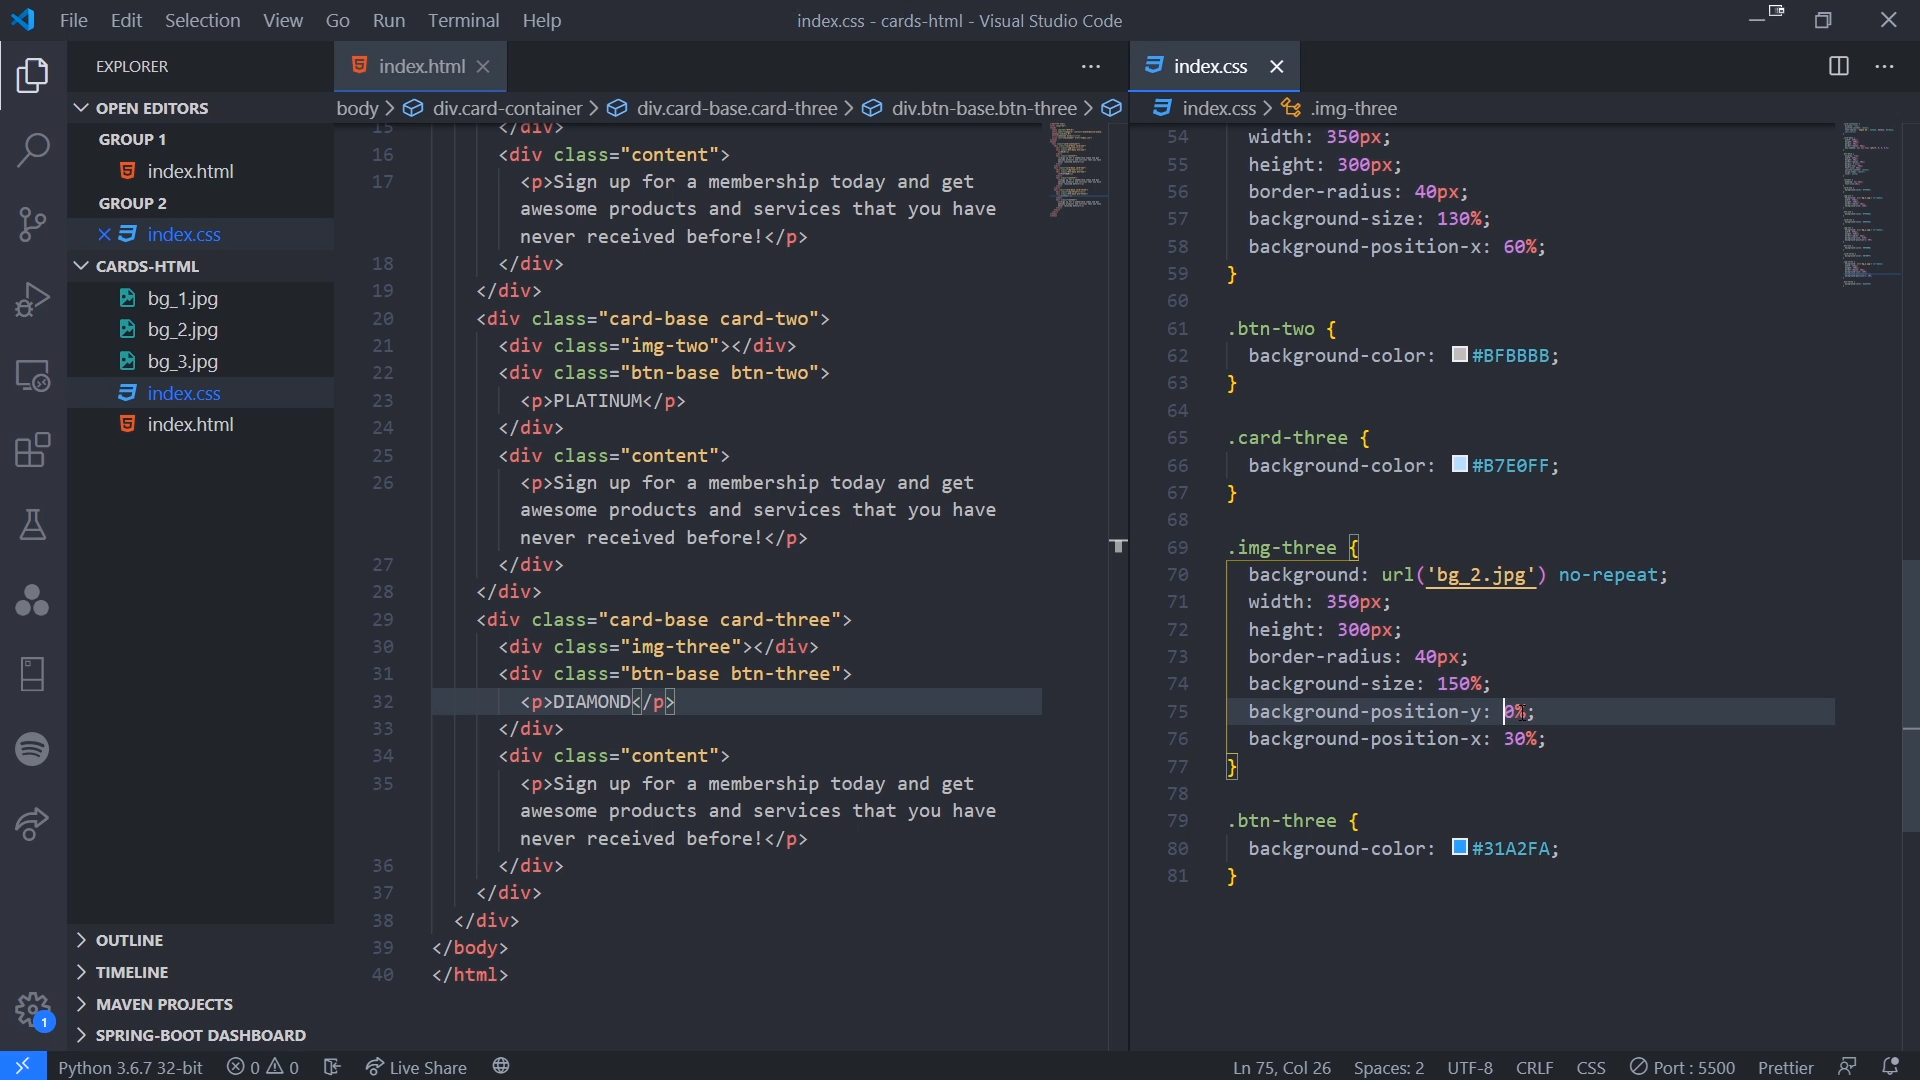 File Edit Selection View Go Run Terminal Help
index.css - cards-html - Visual Studio Code
EXPLORER
OPEN EDITORS
GROUP 1
index.html
GROUP 2
index.css
CARDS-HTML
bg_1.jpg
bg_2.jpg
bg_3.jpg
index.css
index.html
OUTLINE
TIMELINE
MAVEN PROJECTS
SPRING-BOOT DASHBOARD
index.html
body > div.card-container > div.card-base.card-three > div.btn-base.btn-three >
15 </div>
16 <div class="content">
17 <p>Sign up for a membership today and get
awesome products and services that you have
never received before!</p>
18 </div>
19 </div>
20 <div class="card-base card-two">
21 <div class="img-two"></div>
22 <div class="btn-base btn-two">
23 <p>PLATINUM</p>
24 </div>
25 <div class="content">
26 <p>Sign up for a membership today and get
awesome products and services that you have
never received before!</p>
27 </div>
28 </div>
29 <div class="card-base card-three">
30 <div class="img-three"></div>
31 <div class="btn-base btn-three">
32 <p>DIAMOND</p>
33 </div>
34 <div class="content">
35 <p>Sign up for a membership today and get
awesome products and services that you have
never received before!</p>
36 </div>
37 </div>
38 </div>
39 </body>
40 </html>
index.css
index.css > .img-three
54 width: 350px;
55 height: 300px;
56 border-radius: 40px;
57 background-size: 130%;
58 background-position-x: 60%;
59 }
60
61 .btn-two {
62 background-color: #BFBBBB;
63 }
64
65 .card-three {
66 background-color: #B7E0FF;
67 }
68
69 .img-three {
70 background: url('bg_2.jpg') no-repeat;
71 width: 350px;
72 height: 300px;
73 border-radius: 40px;
74 background-size: 150%;
75 background-position-y: 0%;
76 background-position-x: 30%;
77 }
78
79 .btn-three {
80 background-color: #31A2FA;
81 }
1
Python 3.6.7 32-bit 0 0 Live Share
Ln 75, Col 26 Spaces: 2 UTF-8 CRLF CSS Port : 5500 Prettier